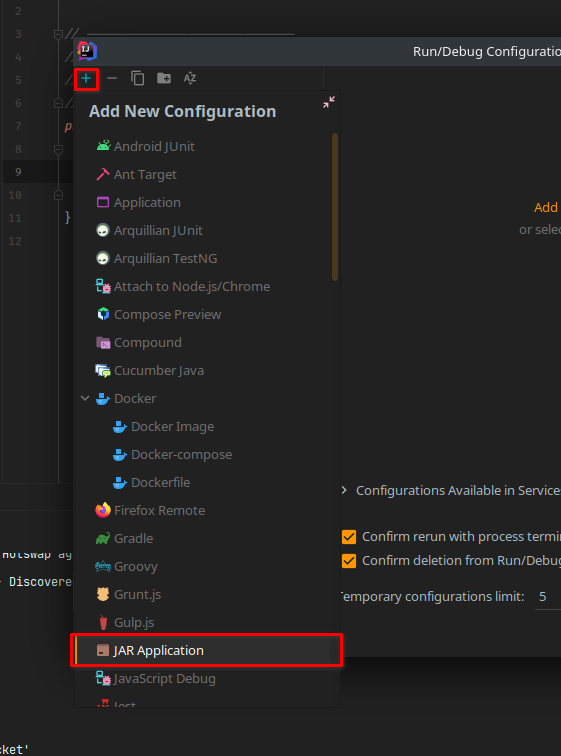 2
3 //
4 //
5 //
6 //
7 p
8
9
10
11 }
12
Run/Debug Configuratio
Add New Configuration
Android JUnit
Ant Target
Application
Arquillian JUnit
Arquillian TestNG
Attach to Node.js/Chrome
Compose Preview
Compound
Cucumber Java
Docker
Docker Image
Docker-compose
Dockerfile
Firefox Remote
Gradle
Groovy
Grunt.js
Gulp.js
JAR Application
JavaScript Debug
Jest
Add
or selec
Configurations Available in Service
Confirm rerun with process termi
Confirm deletion from Run/Debug
Temporary configurations limit: 5
Hotswap ag
Discovere
cket'